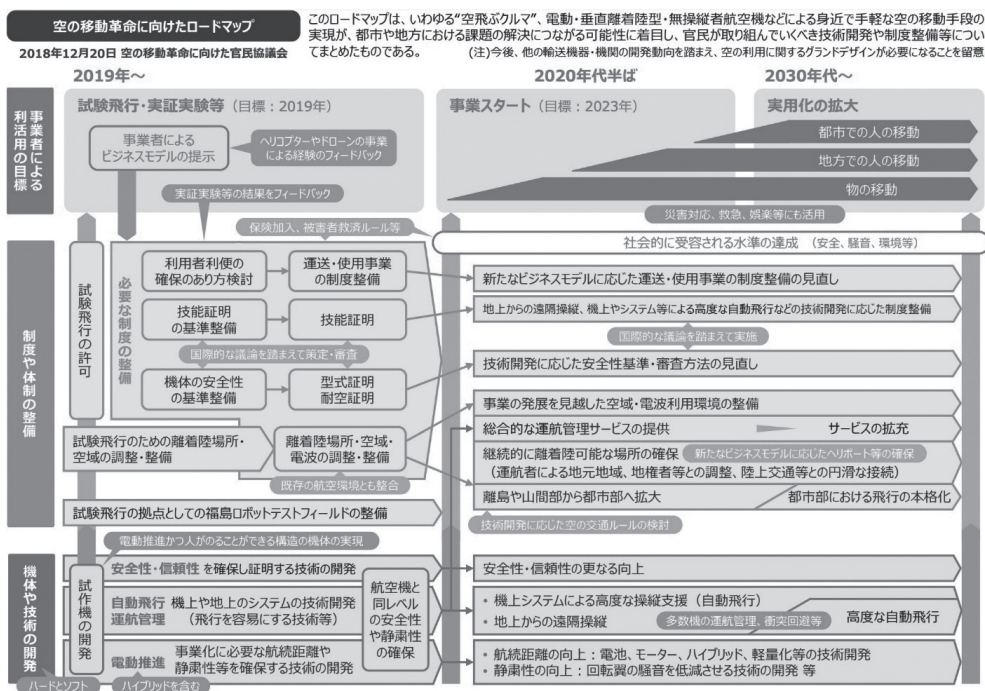 空の移動革命に向けたロードマップ
2018年12月20日 空の移動革命に向けた官民協議会
このロードマップは、いわゆる“空飛ぶクルマ”、電動・垂直離着陸型・無操縦者航空機などによる身近で手軽な空の移動手段の
実現が、都市や地方における課題の解決につながる可能性に着目し、官民が取り組んでいくべき技術開発や制度整備等につい
てまとめたものである。
(注)今後、他の輸送機器・機関の開発動向を踏まえ、空の利用に関するグランドデザインが必要になることを留意
2019年～
2020年代半ば
2030年代～
事業者による
利活用の目標
試験飛行・実証実験等（目標：2019年）
事業者による
ビジネスモデルの提示
ヘリコプターやドローンの事業
による経験のフィードバック
実証実験等の結果をフィードバック
事業スタート（目標：2023年）
実用化の拡大
都市での人の移動
地方での人の移動
物の移動
災害対応、救急、娯楽等にも活用
制度や体制の整備
試験飛行の許可
必要な制度の整備
保険加入、被害者救済ルール等
社会的に受容される水準の達成 （安全、騒音、環境等）
利用者利便の
確保のあり方検討
運送・使用事業
の制度整備
新たなビジネスモデルに応じた運送・使用事業の制度整備の見直し
技能証明
の基準整備
技能証明
地上からの遠隔操縦、機上やシステム等による高度な自動飛行などの技術開発に応じた制度整備
国際的な議論を踏まえて策定・審査
国際的な議論を踏まえて実施
機体の安全性
の基準整備
型式証明
耐空証明
技術開発に応じた安全性基準・審査方法の見直し
試験飛行のための離着陸場所・
空域の調整・整備
離着陸場所・空域・
電波の調整・整備
既存の航空環境とも整合
事業の発展を見越した空域・電波利用環境の整備
総合的な運航管理サービスの提供
サービスの拡充
継続的に離着陸可能な場所の確保
新たなビジネスモデルに応じたヘリポート等の確保
（運航者による地元地域、地権者等との調整、陸上交通等との円滑な接続）
離島や山間部から都市部へ拡大
都市部における飛行の本格化
技術開発に応じた空の交通ルールの検討
試験飛行の拠点としての福島ロボットテストフィールドの整備
機体や技術の開発
電動推進かつ人がのることができる構造の機体の実現
試作機の開発
ハードとソフト
安全性・信頼性 を確保し証明する技術の開発
自動飛行
運航管理
機上や地上のシステムの技術開発
（飛行を容易にする技術等）
電動推進
事業化に必要な航続距離や
静粛性等を確保する技術の開発
ハイブリッドを含む
航空機と
同レベル
の安全性
や静粛性
の確保
安全性・信頼性の更なる向上
・ 機上システムによる高度な操縦支援（自動飛行）
・ 地上からの遠隔操縦
多数機の運航管理、衝突回避等
高度な自動飛行
・ 航続距離の向上：電池、モーター、ハイブリッド、軽量化等の技術開発
・ 静粛性の向上：回転翼の騒音を低減させる技術の開発 等